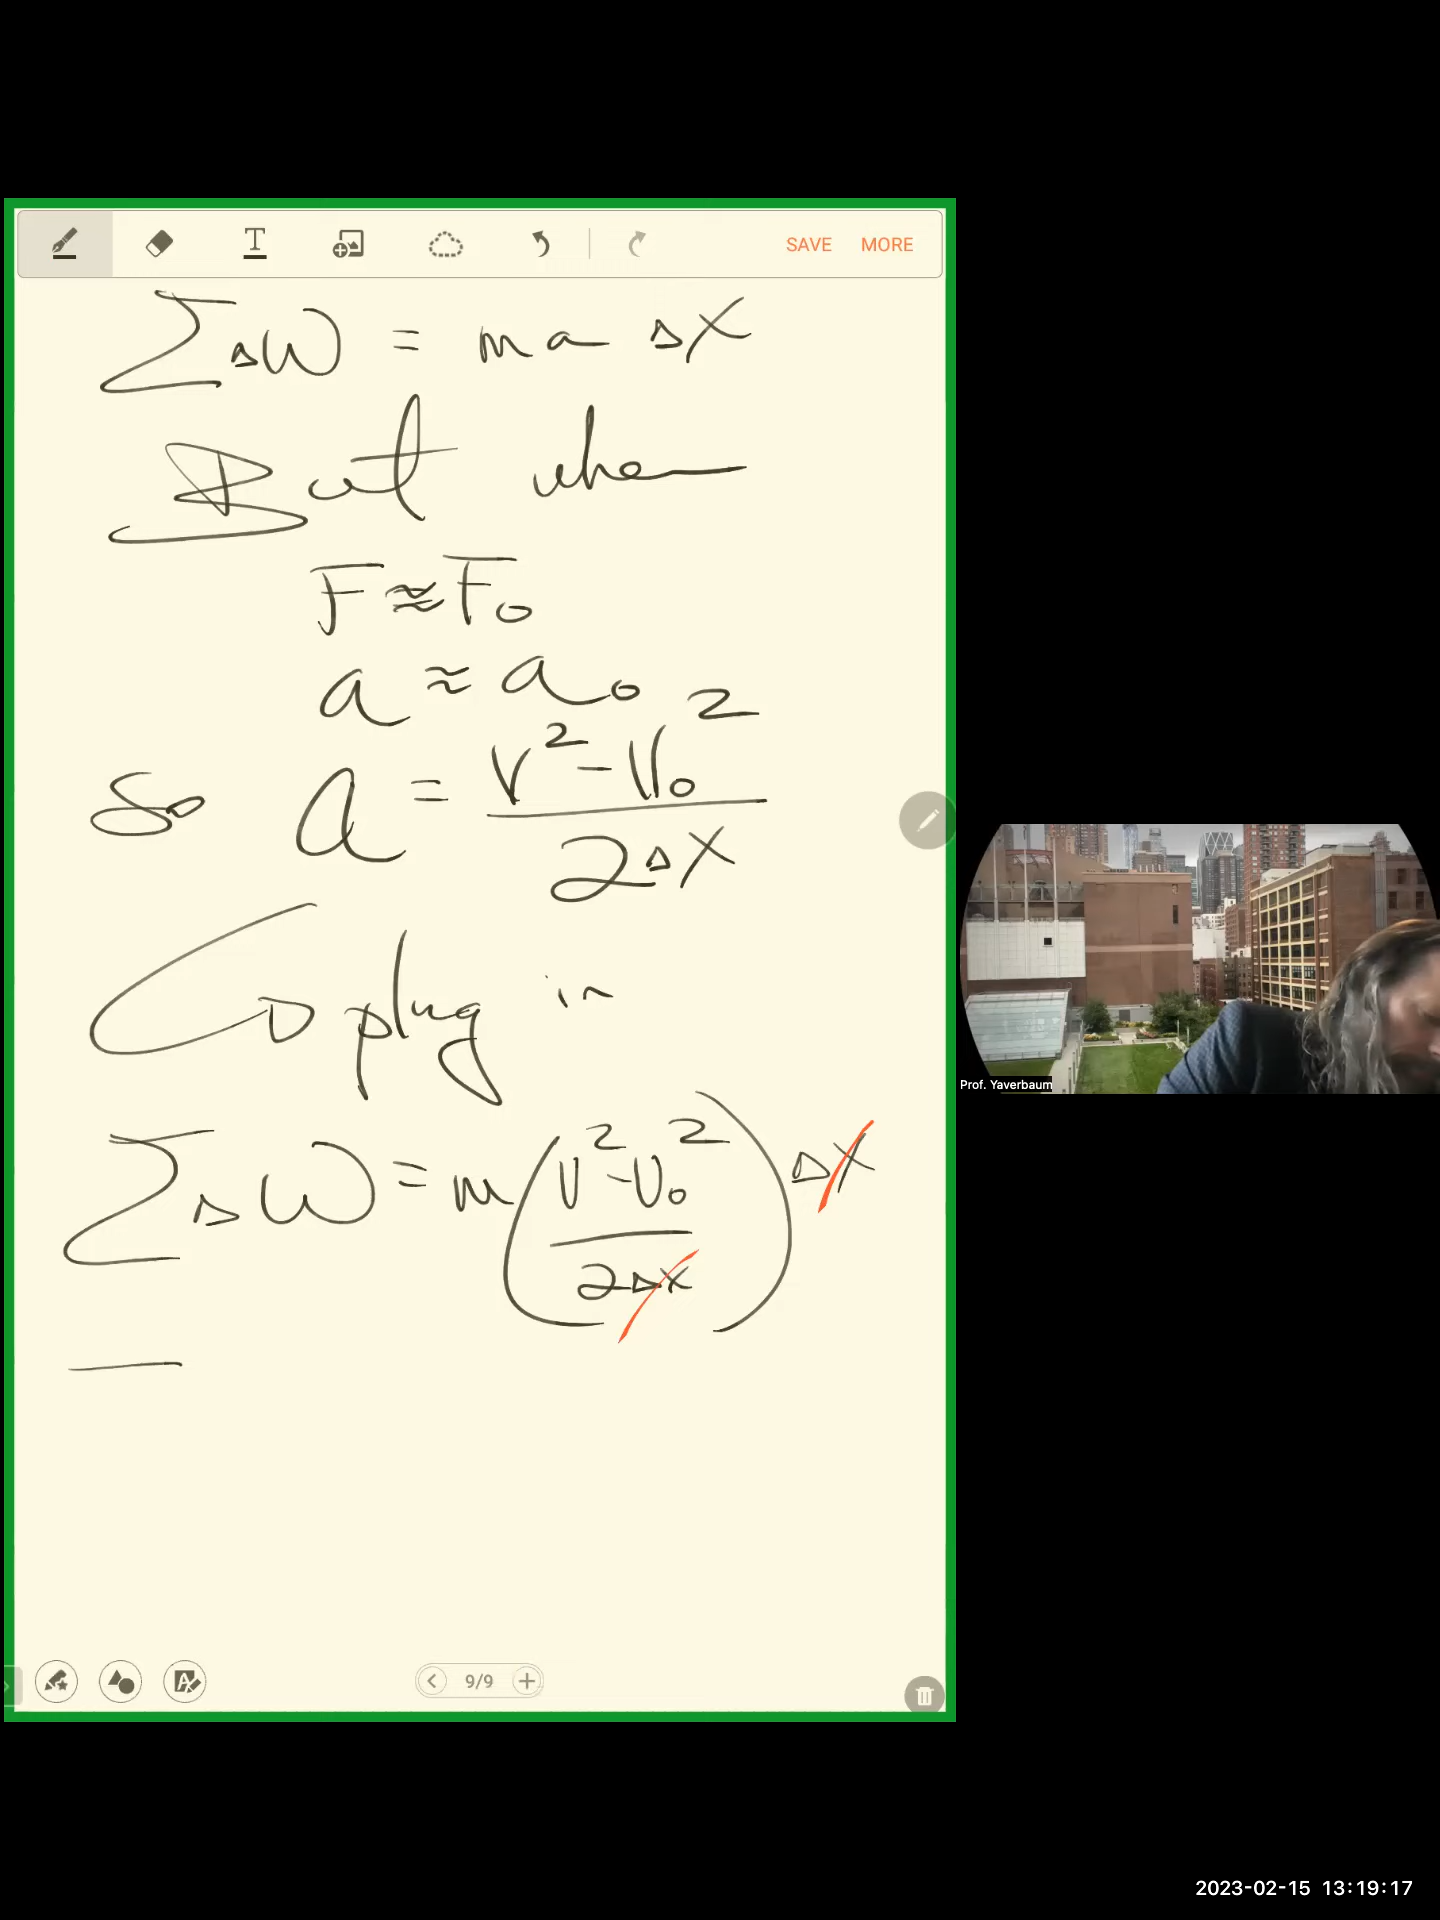 T
SAVE
MORE
ΣΔW = ma ΔX
But when
F ≈ F₀
a ≈ a₀
so a = (V² - V₀²) / (2ΔX)
Go plug in
ΣΔW = m((V² - V₀²) / (2ΔX)) ΔX
Prof. Yaverbaum
9/9
2023-02-15 13:19:17